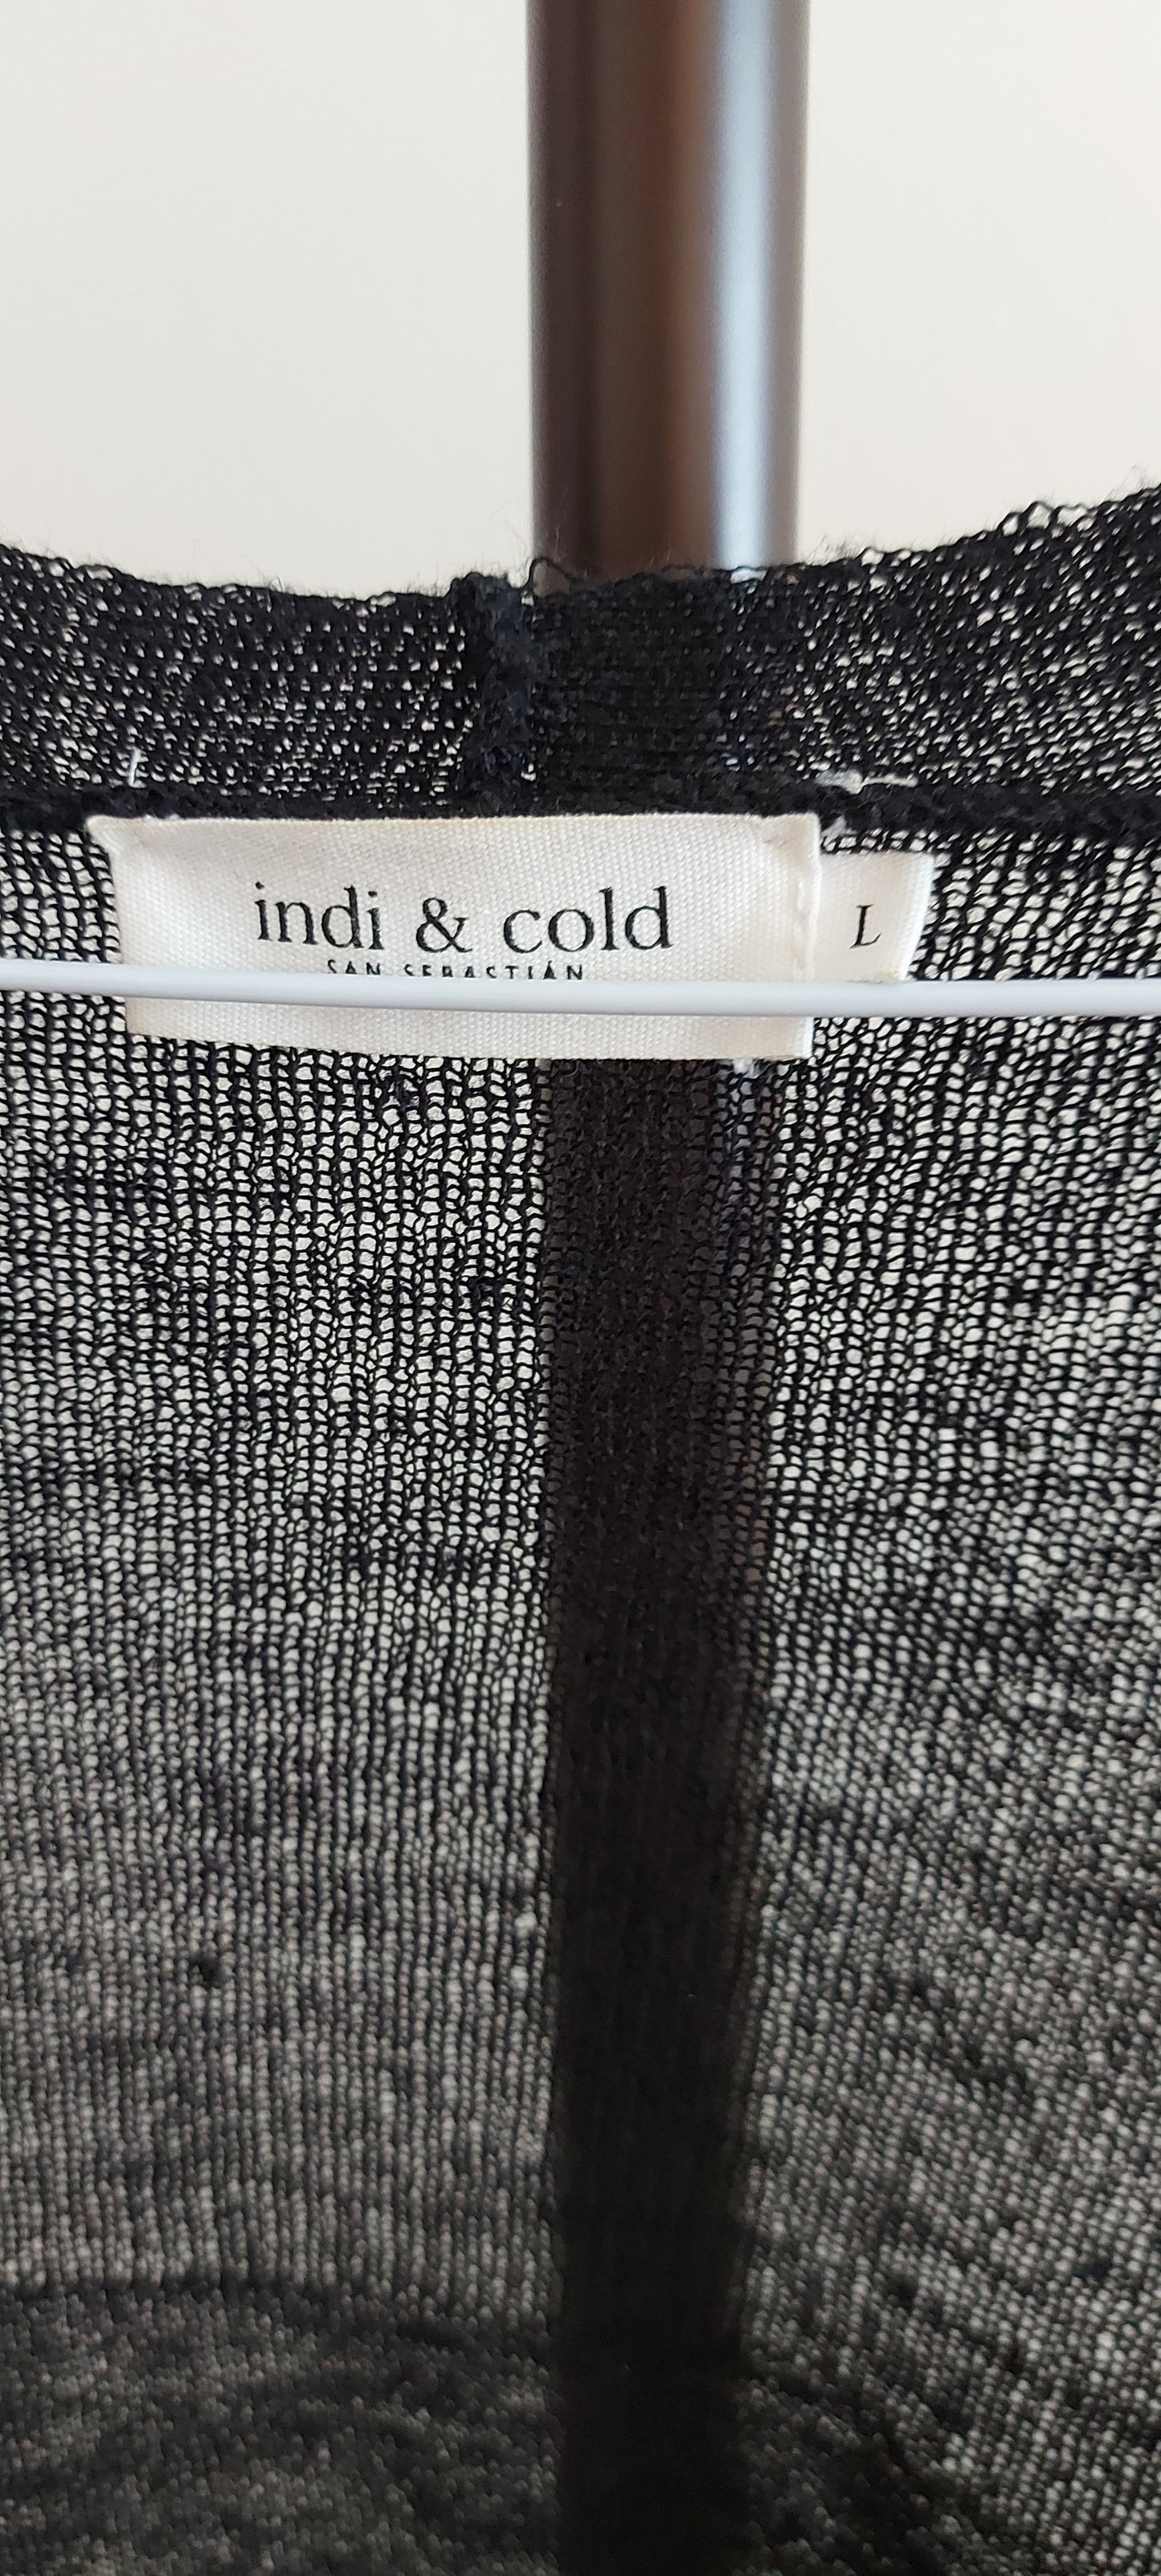 indi & cold L
SAN SEBASTIÁN